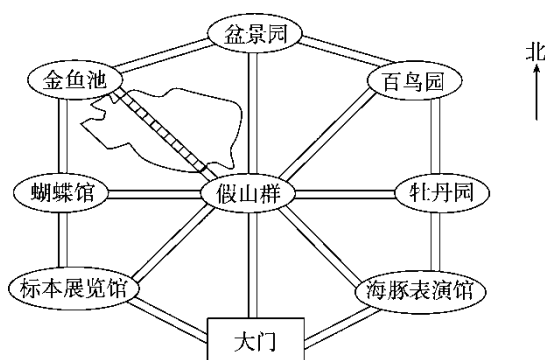 盆景园
金鱼池
百鸟园
北
蝴蝶馆
假山群
牡丹园
标本展览馆
海豚表演馆
大门